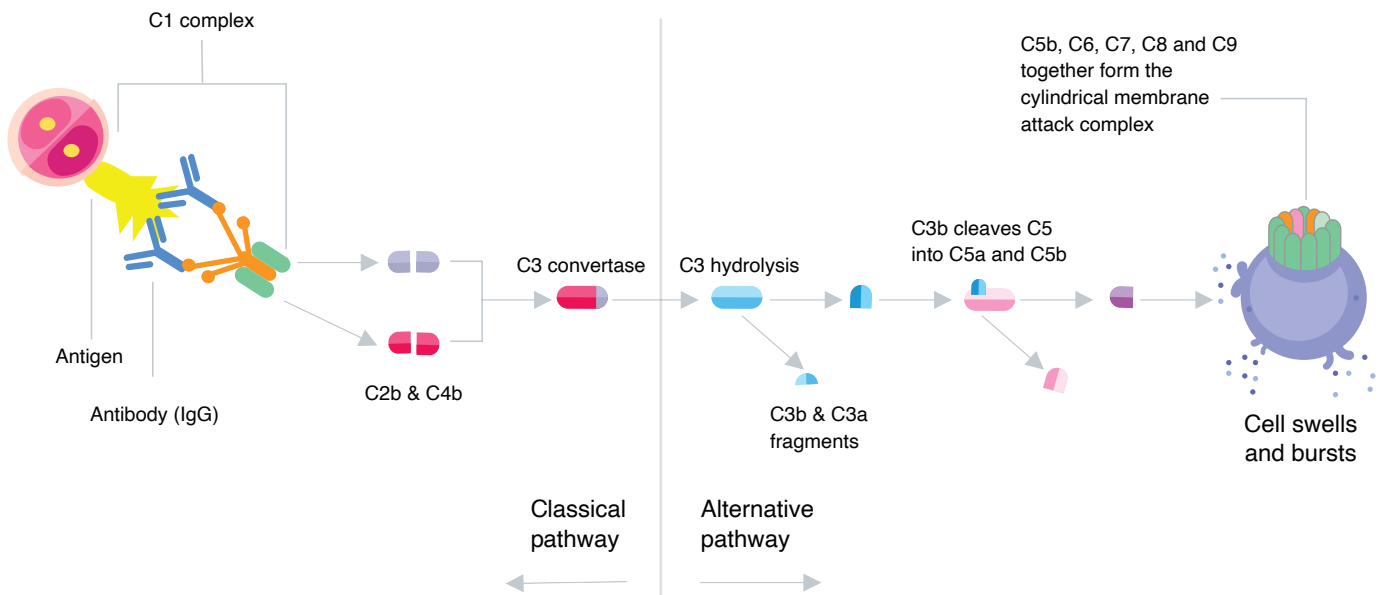 C1 complex
Antigen
Antibody (IgG)
C2b & C4b
C3 convertase
C3 hydrolysis
C3b & C3a
fragments
C3b cleaves C5
into C5a and C5b
C5b, C6, C7, C8 and C9
together form the
cylindrical membrane
attack complex
Cell swells
and bursts
Classical
pathway
Alternative
pathway